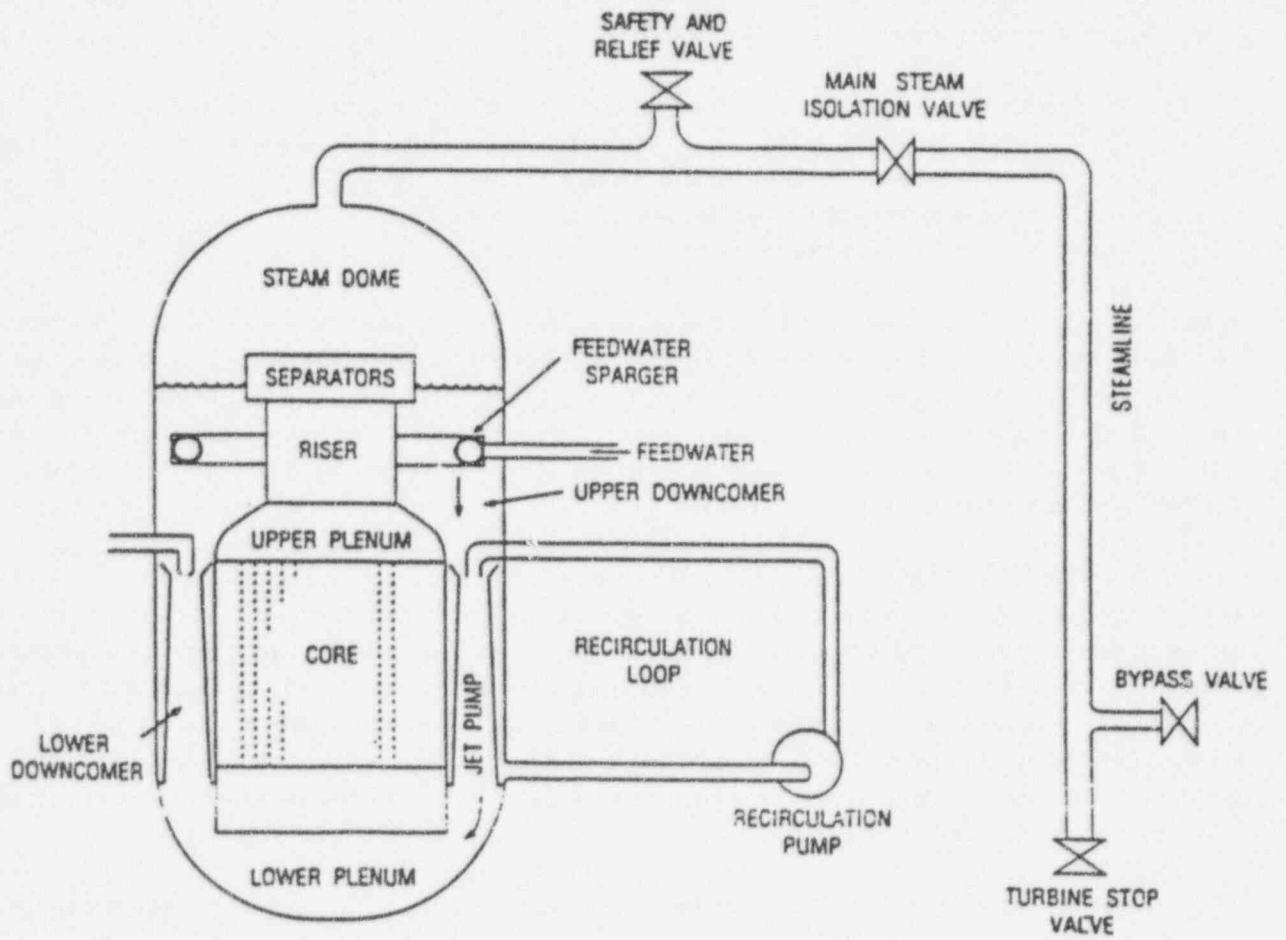 SAFETY AND
RELIEF VALVE
MAIN STEAM
ISOLATION VALVE
STEAM DOME
FEEDWATER
SPARGER
SEPARATORS
STEAMLINE
RISER
FEEDWATER
UPPER DOWNCOMER
UPPER PLENUM
CORE
RECIRCULATION
LOOP
JET PUMP
BYPASS VALVE
LOWER
DOWNCOMER
RECIRCULATION
PUMP
LOWER PLENUM
TURBINE STOP
VALVE